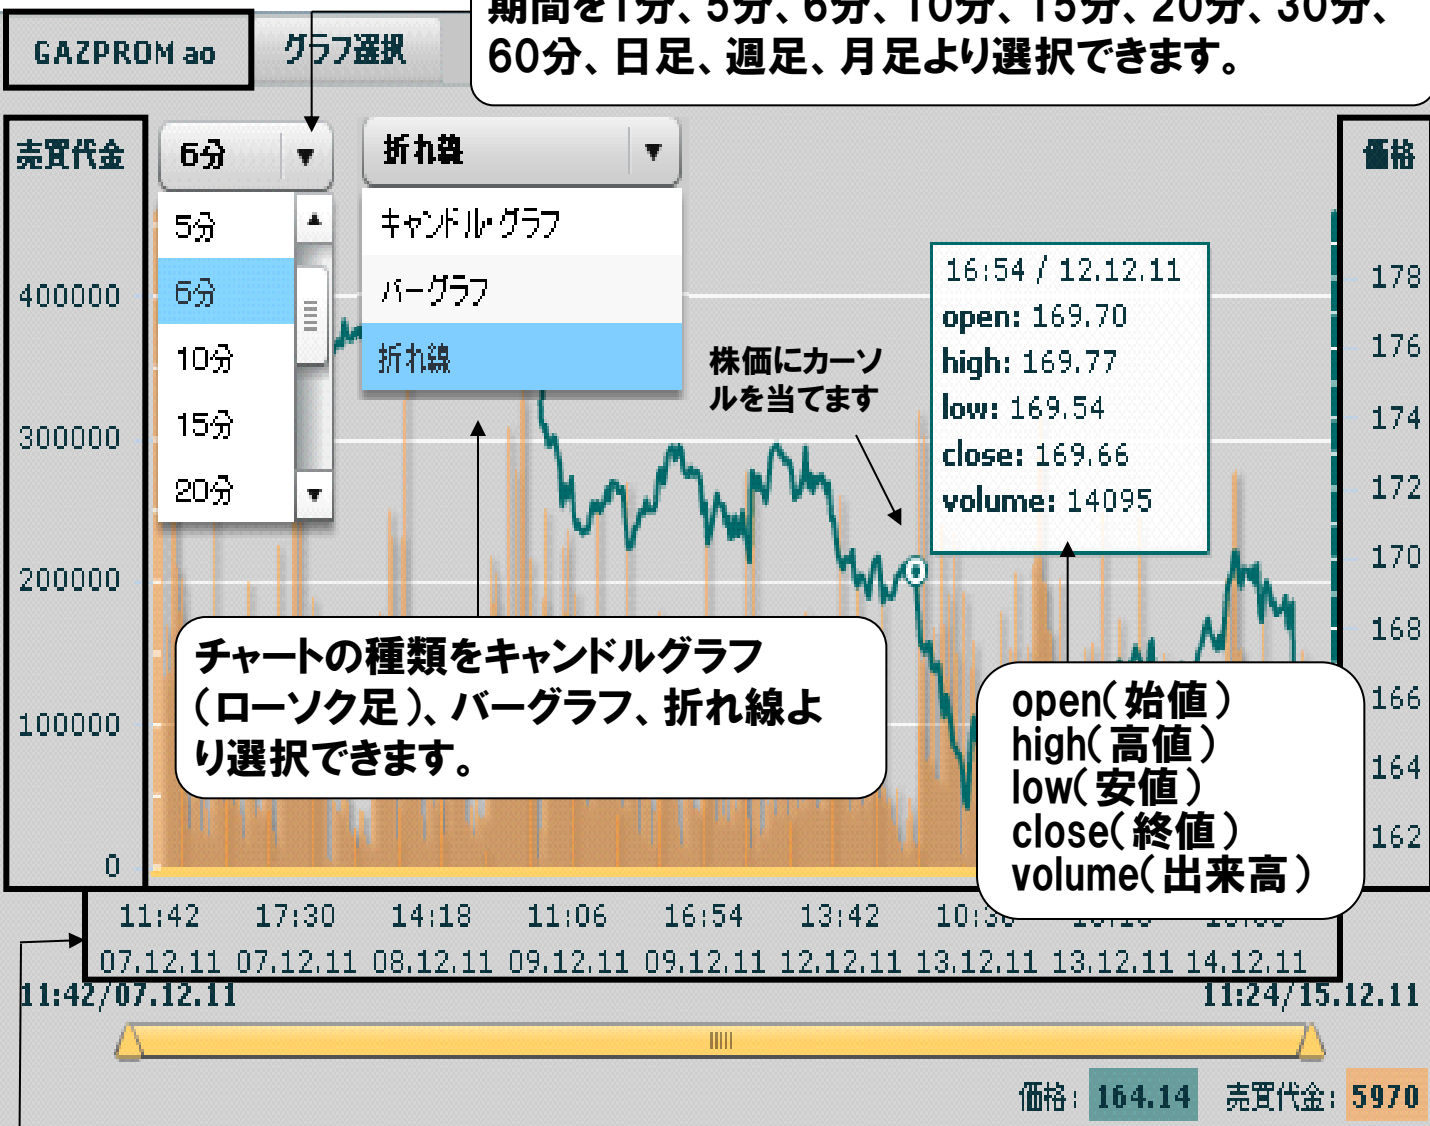 期間を1分、5分、6分、10分、15分、20分、30分、
60分、日足、週足、月足より選択できます。
GAZPROM ao
グラフ選択
売買代金
6分
折れ線
価格
5分
6分
10分
15分
20分
キャンドル・グラフ
バーグラフ
折れ線
株価にカーソ
ルを当てます
16:54 / 12.12.11
open: 169.70
high: 169.77
low: 169.54
close: 169.66
volume: 14095
400000
300000
200000
100000
0
178
176
174
172
170
168
166
164
162
チャートの種類をキャンドルグラフ
(ローソク足)、バーグラフ、折れ線よ
り選択できます。
open(始値)
high(高値)
low(安値)
close(終値)
volume(出来高)
11:42 17:30 14:18 11:06 16:54 13:42
07.12.11 07.12.11 08.12.11 09.12.11 09.12.11 12.12.11 13.12.11 13.12.11 14.12.11
11:42/07.12.11
11:24/15.12.11
価格: 164.14 売買代金: 5970